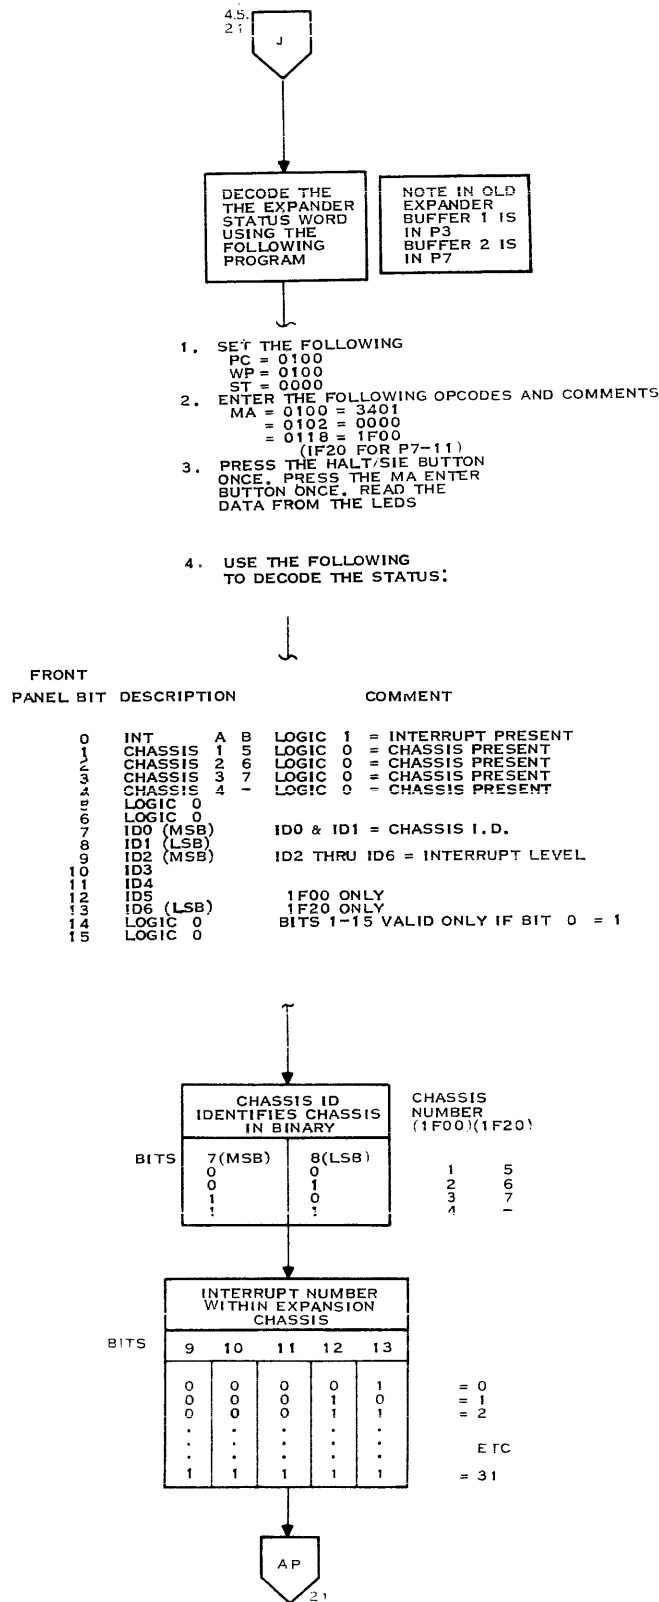 4.5.
21
J
DECODE THE
THE EXPANDER
STATUS WORD
USING THE
FOLLOWING
PROGRAM
NOTE IN OLD
EXPANDER
BUFFER 1 IS
IN P3
BUFFER 2 IS
IN P7
1. SET THE FOLLOWING
PC = 0100
WP = 0100
ST = 0000
2. ENTER THE FOLLOWING OPCODES AND COMMENTS
MA = 0100 = 3401
= 0102 = 0000
= 0118 = 1F00
(IF20 FOR P7-11)
3. PRESS THE HALT/SIE BUTTON
ONCE. PRESS THE MA ENTER
BUTTON ONCE. READ THE
DATA FROM THE LEDS
4. USE THE FOLLOWING
TO DECODE THE STATUS:
FRONT
PANEL BIT DESCRIPTION COMMENT
0 INT A B LOGIC 1 = INTERRUPT PRESENT
1 CHASSIS 1 5 LOGIC 0 = CHASSIS PRESENT
2 CHASSIS 2 6 LOGIC 0 = CHASSIS PRESENT
3 CHASSIS 3 7 LOGIC 0 = CHASSIS PRESENT
4 CHASSIS 4 - LOGIC 0 = CHASSIS PRESENT
5 LOGIC 0
6 LOGIC 0
7 ID0 (MSB) ID0 & ID1 = CHASSIS I.D.
8 ID1 (LSB)
9 ID2 (MSB) ID2 THRU ID6 = INTERRUPT LEVEL
10 ID3
11 ID4
12 ID5 1F00 ONLY
13 ID6 (LSB) 1F20 ONLY
14 LOGIC 0 BITS 1-15 VALID ONLY IF BIT 0 = 1
15 LOGIC 0
CHASSIS ID
IDENTIFIES CHASSIS
IN BINARY
CHASSIS
NUMBER
(1F00)(1F20)
BITS 7(MSB) 8(LSB)
0 0 1 5
0 1 2 6
1 0 3 7
1 1 4 -
INTERRUPT NUMBER
WITHIN EXPANSION
CHASSIS
BITS 9 10 11 12 13
0 0 0 0 1 = 0
0 0 0 1 0 = 1
0 0 0 1 1 = 2
. . . . .
. . . . . ETC
. . . . .
1 1 1 1 1 = 31
AP
21